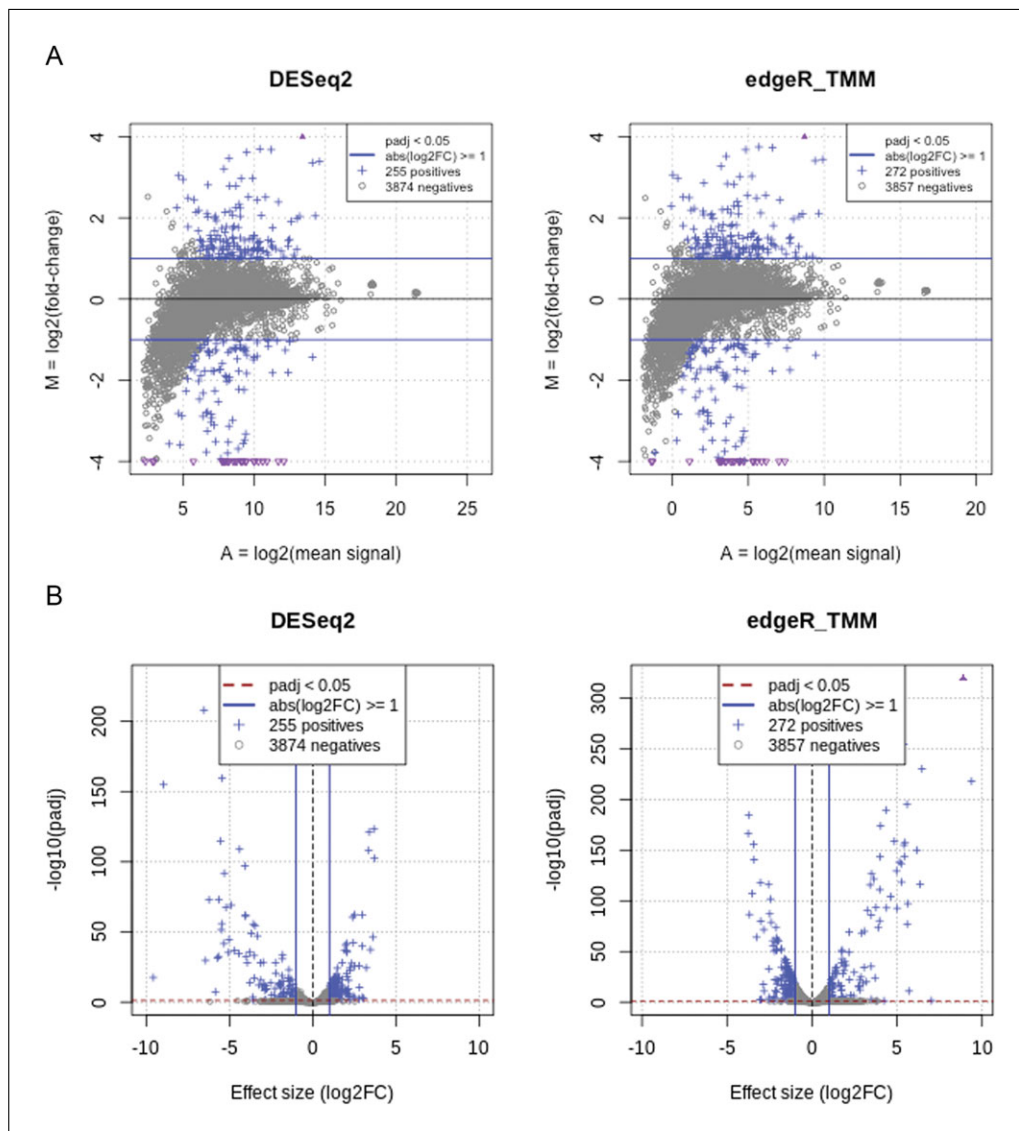 A
DESeq2
edgeR_TMM
M = log2(fold-change)
4
2
0
-2
-4
padj < 0.05
abs(log2FC) >= 1
255 positives
3874 negatives
5
10
15
20
25
A = log2(mean signal)
M = log2(fold-change)
4
2
0
-2
-4
padj < 0.05
abs(log2FC) >= 1
272 positives
3857 negatives
0
5
10
15
20
A = log2(mean signal)
B
DESeq2
edgeR_TMM
-log10(padj)
200
150
100
50
0
padj < 0.05
abs(log2FC) >= 1
255 positives
3874 negatives
-10
-5
0
5
10
Effect size (log2FC)
-log10(padj)
300
250
200
150
100
50
0
padj < 0.05
abs(log2FC) >= 1
272 positives
3857 negatives
-10
-5
0
5
10
Effect size (log2FC)